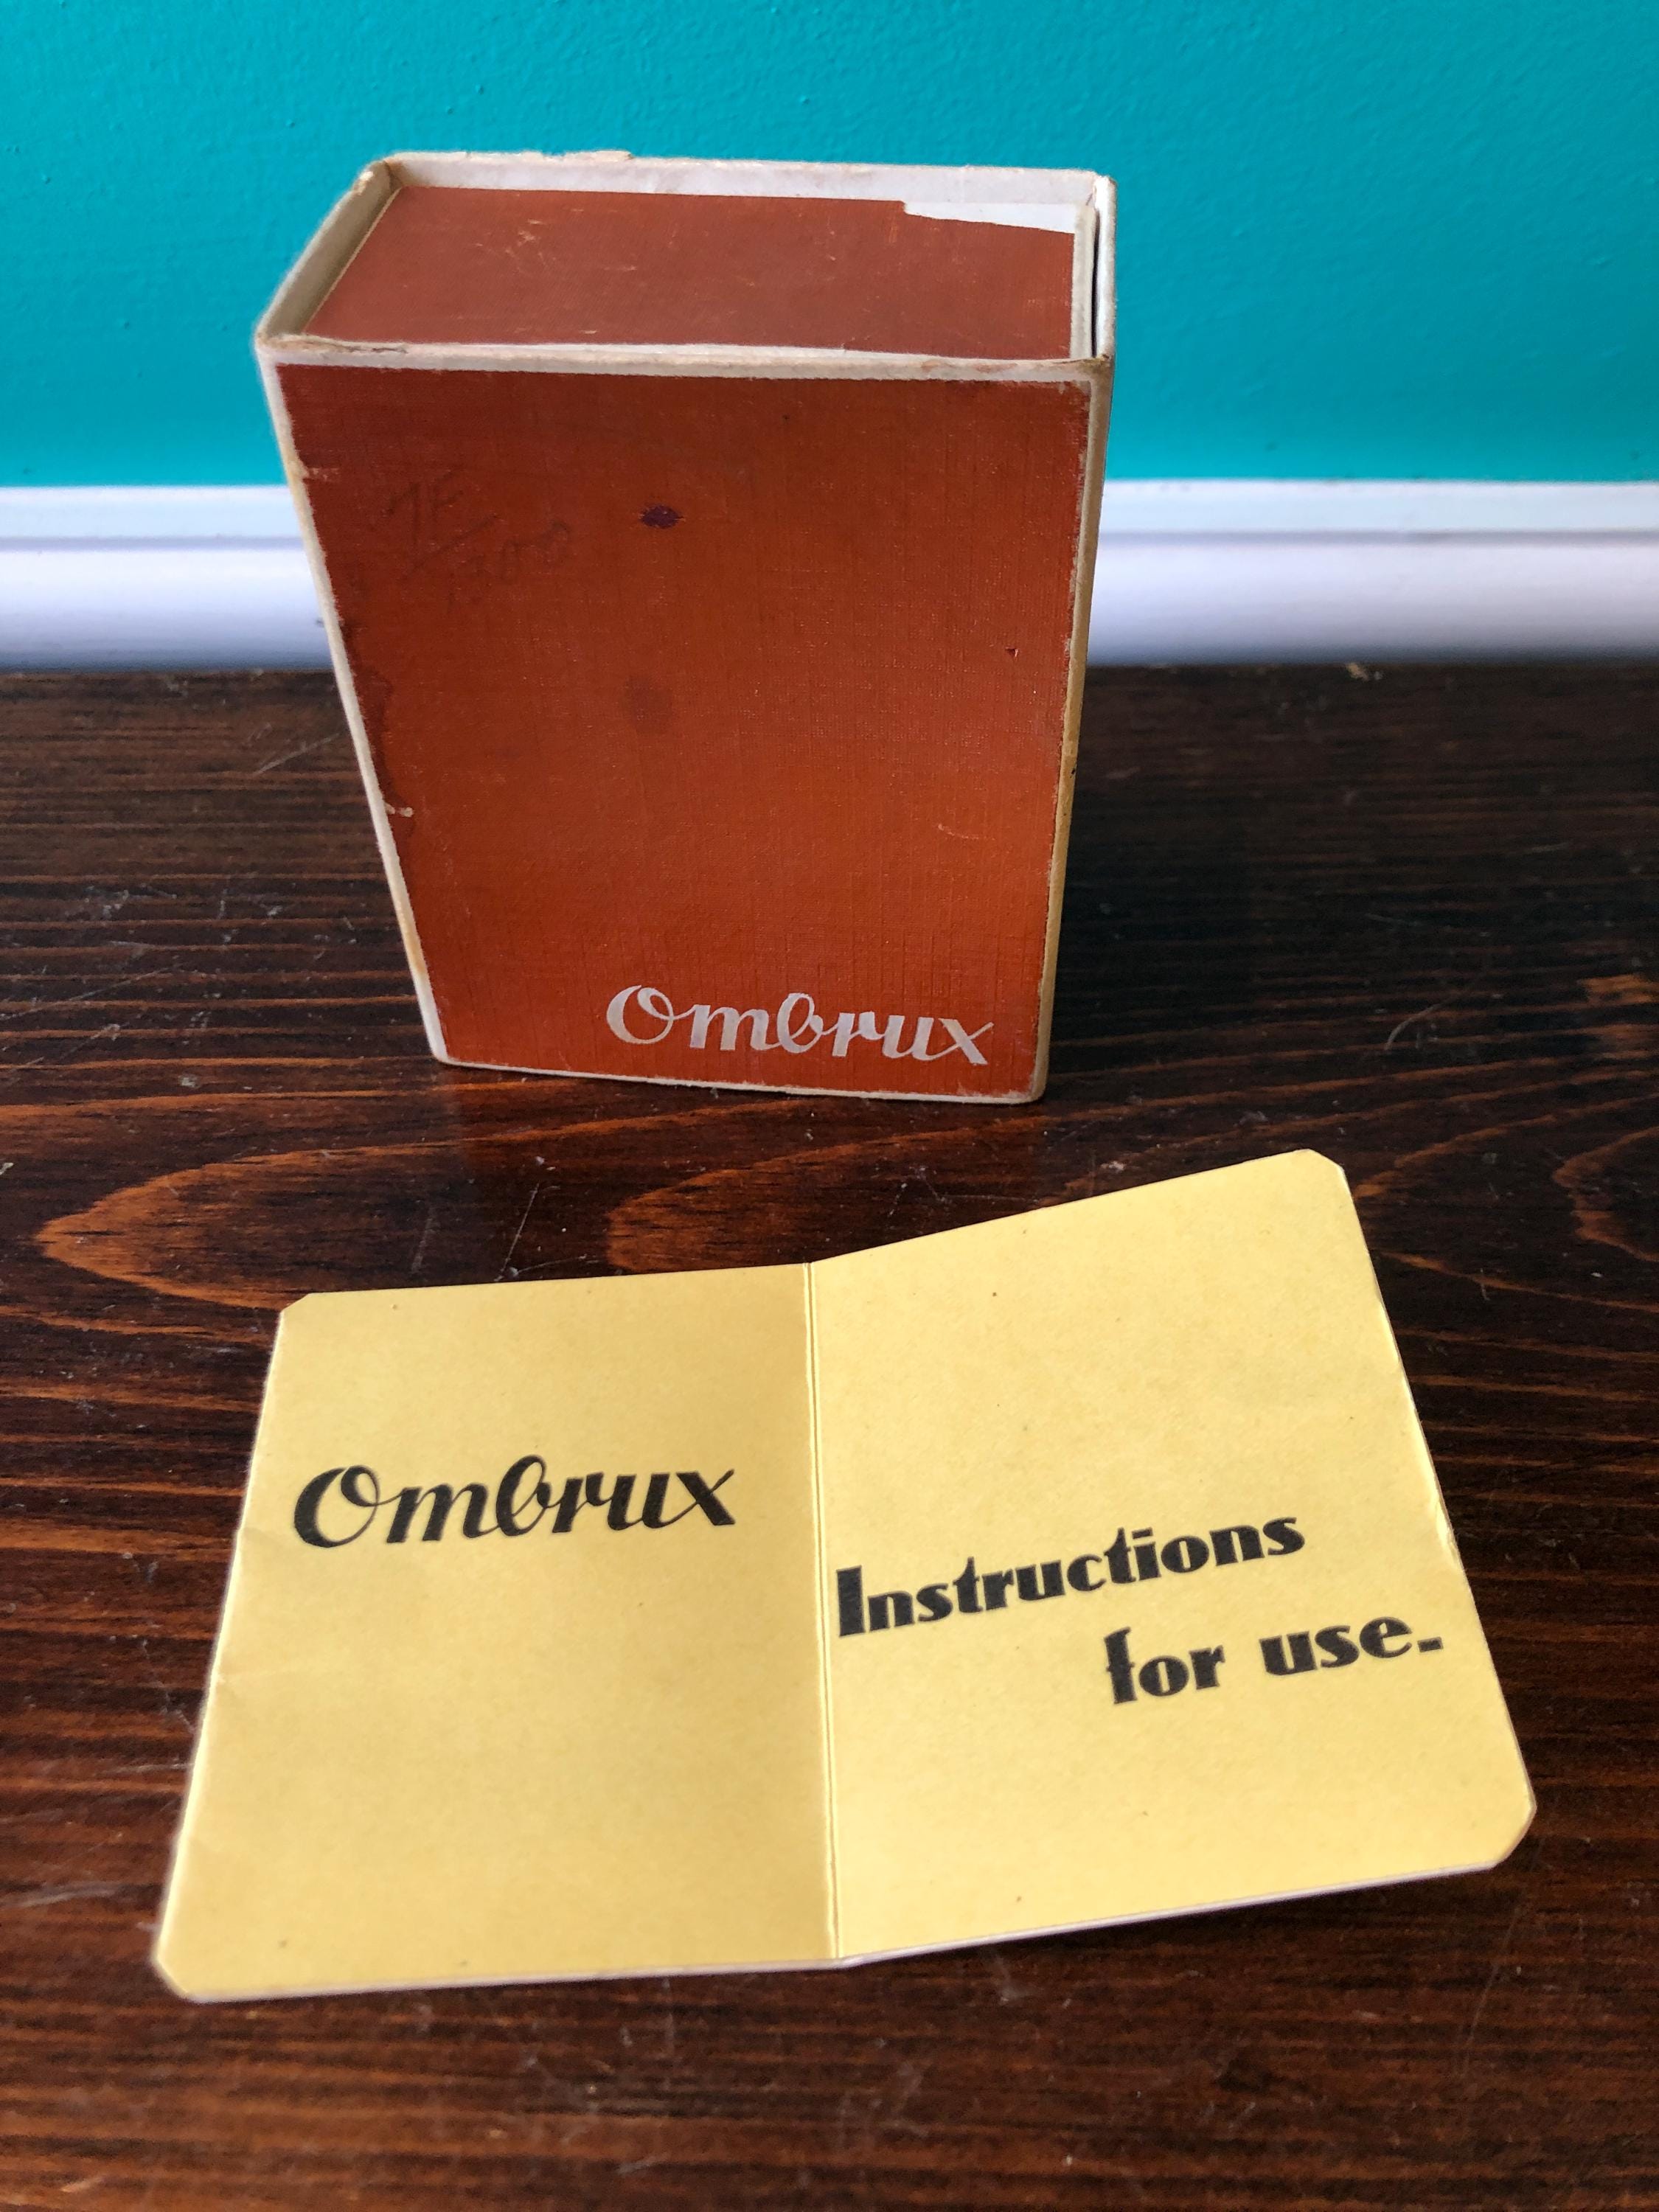 Ombrux
Ombrux
Instructions
for use.